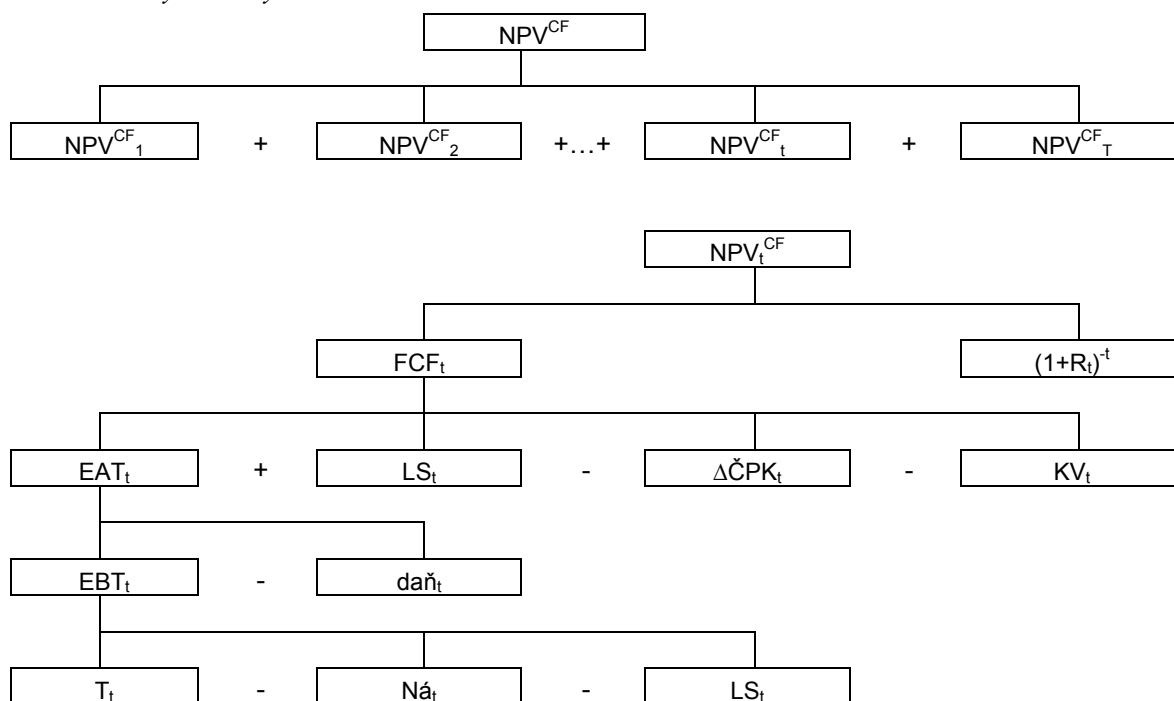 NPV^CF
NPV^CF_1 + NPV^CF_2 +…+ NPV^CF_t + NPV^CF_T
NPV_t^CF
FCF_t (1+R_t)^-t
EAT_t + LS_t - ΔČPK_t - KV_t
EBT_t - daň_t
T_t - Ná_t - LS_t